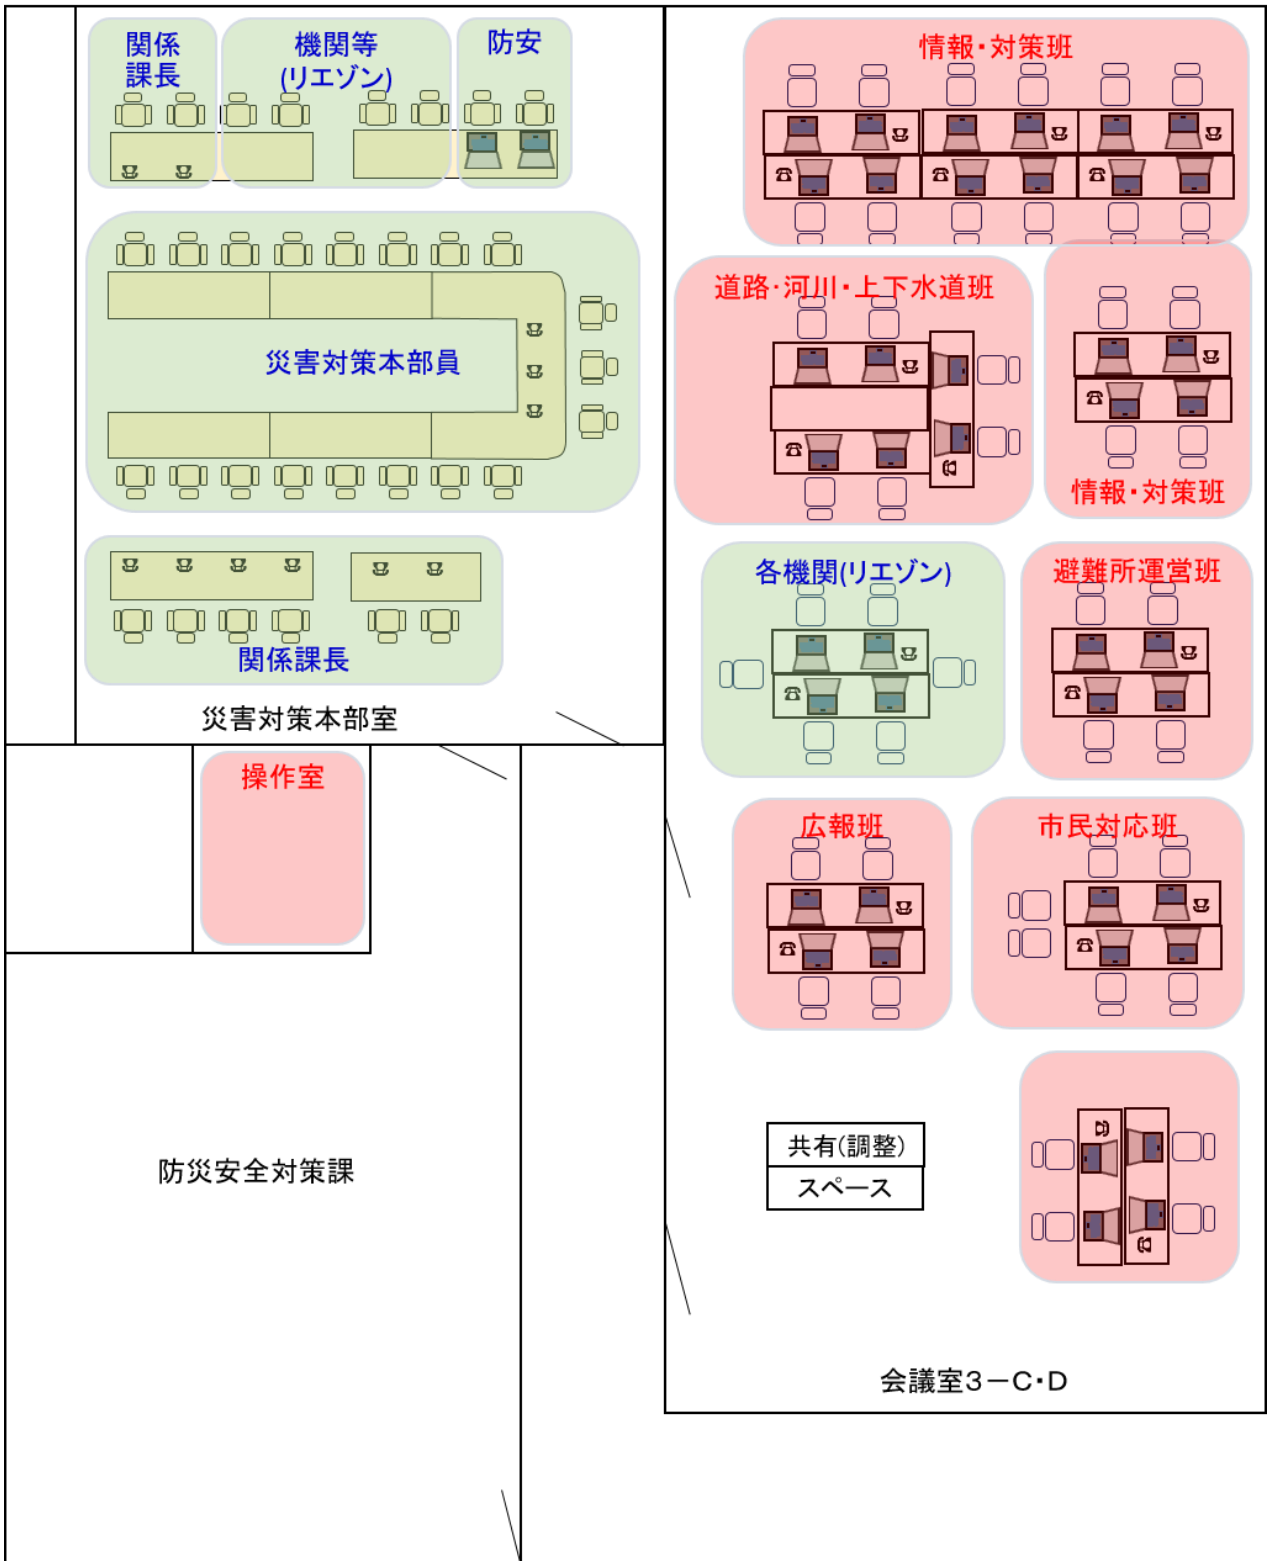 関係
課長
機関等
(リエゾン)
防安
災害対策本部員
関係課長
災害対策本部室
操作室
防災安全対策課
情報・対策班
道路・河川・上下水道班
情報・対策班
各機関(リエゾン)
避難所運営班
広報班
市民対応班
共有(調整)
スペース
会議室3－C・D